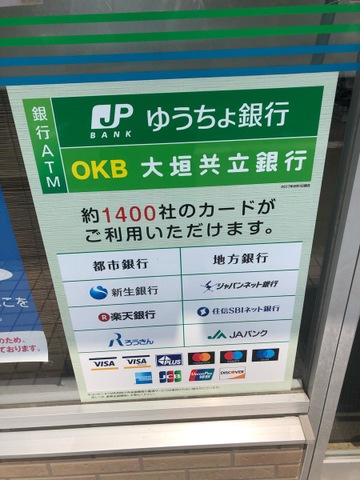 銀行ATM
JP
BANK
ゆうちょ銀行
OKB 大垣共立銀行
約1400社のカードが
ご利用いただけます。
都市銀行
地方銀行
新生銀行
ジャパンネット銀行
楽天銀行
住信SBIネット銀行
ろうきん
JAバンク
VISA
VISA
PLUS
AMERICAN EXPRESS
JCB
UnionPay
DISCOVER